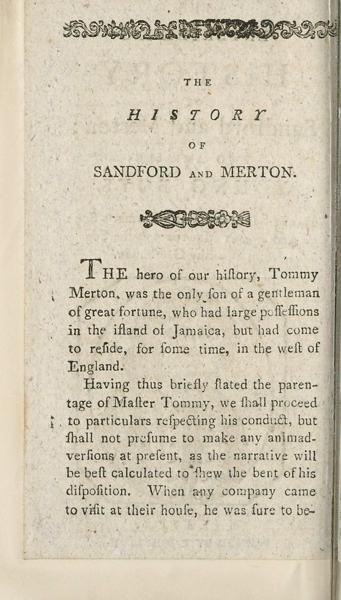 THE
HISTORY
OF
SANDFORD AND MERTON.
THE hero of our hiſtory, Tommy
Merton, was the only ſon of a gentleman
of great fortune, who had large poſſeſſions
in the iſland of Jamaica, but had come
to reſide, for ſome time, in the weſt of
England.
Having thus briefly ſtated the paren-
tage of Maſter Tommy, we ſhall proceed
to particulars reſpecting his conduct, but
ſhall not preſume to make any animad-
verſions at preſent, as the narrative will
be beſt calculated to ſhew the bent of his
diſpoſition. When any company came
to viſit at their houſe, he was ſure to be-